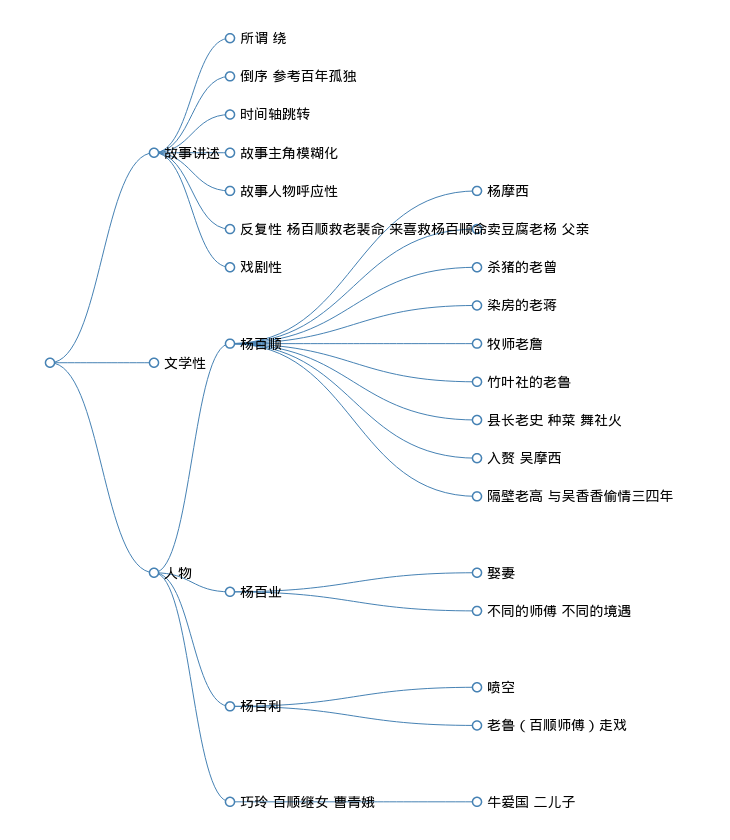 所谓 绕
倒序 参考百年孤独
时间轴跳转
故事讲述
故事主角模糊化
故事人物呼应性
杨摩西
反复性 杨百顺救老裴命 来喜救杨百顺命
卖豆腐老杨 父亲
戏剧性
杀猪的老曾
染房的老蒋
杨百顺
牧师老詹
文学性
竹叶社的老鲁
县长老史 种菜 舞社火
入赘 吴摩西
隔壁老高 与吴香香偷情三四年
人物
娶妻
杨百业
不同的师傅 不同的境遇
喷空
杨百利
老鲁（百顺师傅）走戏
巧玲 百顺继女 曹青娥
牛爱国 二儿子